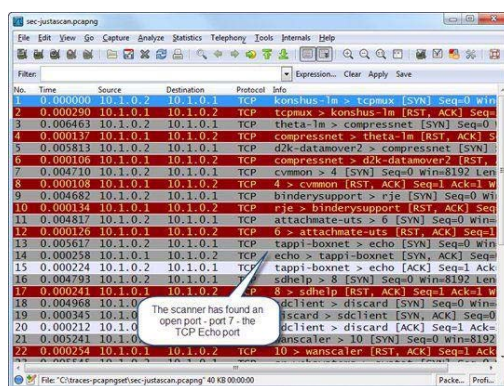 sec-justascan.pcapng
File Edit View Go Capture Analyze Statistics Telephony Tools Internals Help
Filter: Expression... Clear Apply Save
No. Time Source Destination Protocol Info
1 0.000000 10.1.0.2 10.1.0.1 TCP konshus-lm > tcpmux [SYN] Seq=0 Win
2 0.000290 10.1.0.1 10.1.0.2 TCP tcpmux > konshus-lm [RST, ACK] Seq=
3 0.006463 10.1.0.2 10.1.0.1 TCP theta-lm > compressnet [SYN] Seq=0
4 0.000137 10.1.0.1 10.1.0.2 TCP compressnet > theta-lm [RST, ACK] S
5 0.005813 10.1.0.2 10.1.0.1 TCP d2k-datamover2 > compressnet [SYN]
6 0.000106 10.1.0.1 10.1.0.2 TCP compressnet > d2k-datamover2 [RST,
7 0.004710 10.1.0.2 10.1.0.1 TCP cvmmon > 4 [SYN] Seq=0 Win=8192 Len
8 0.000108 10.1.0.1 10.1.0.2 TCP 4 > cvmmon [RST, ACK] Seq=1 Ack=1 W
9 0.004682 10.1.0.2 10.1.0.1 TCP binderysupport > rje [SYN] Seq=0 Wi
10 0.000134 10.1.0.1 10.1.0.2 TCP rje > binderysupport [RST, ACK] Seq
11 0.004817 10.1.0.2 10.1.0.1 TCP attachmate-uts > 6 [SYN] Seq=0 Win=
12 0.000126 10.1.0.1 10.1.0.2 TCP 6 > attachmate-uts [RST, ACK] Seq=1
13 0.005617 10.1.0.2 10.1.0.1 TCP tappi-boxnet > echo [SYN] Seq=0 Win
14 0.000258 10.1.0.1 10.1.0.2 TCP echo > tappi-boxnet [SYN, ACK] Seq=
15 0.000224 10.1.0.2 10.1.0.1 TCP tappi-boxnet > echo [ACK] Seq=1 Ack
16 0.004793 10.1.0.2 10.1.0.1 TCP sdhelp > 8 [SYN] Seq=0 Win=8192 Len
17 0.000241 10.1.0.1 8 > sdhelp [RST, ACK] Seq=1 Ack=1 W
18 0.004968 10.1.0. client > discard [SYN] Seq=0 Win
19 0.000345 10.1.0. iscard > sdclient [SYN, ACK] Seq
20 0.000212 10.1.0. dclient > discard [ACK] Seq=1 Ac
21 0.005241 10.1.0. anscaler > 10 [SYN] Seq=0 Win=8192
22 0.000254 10.1.0.1 10.1.0.2 TCP 10 > wanscaler [RST, ACK] Seq=1 Ack
The scanner has found an
open port - port 7 - the
TCP Echo port
File: "C:\traces-pcapngset\sec-justascan.pcapng" 40 KB 00:00:00 Packe... Profi...